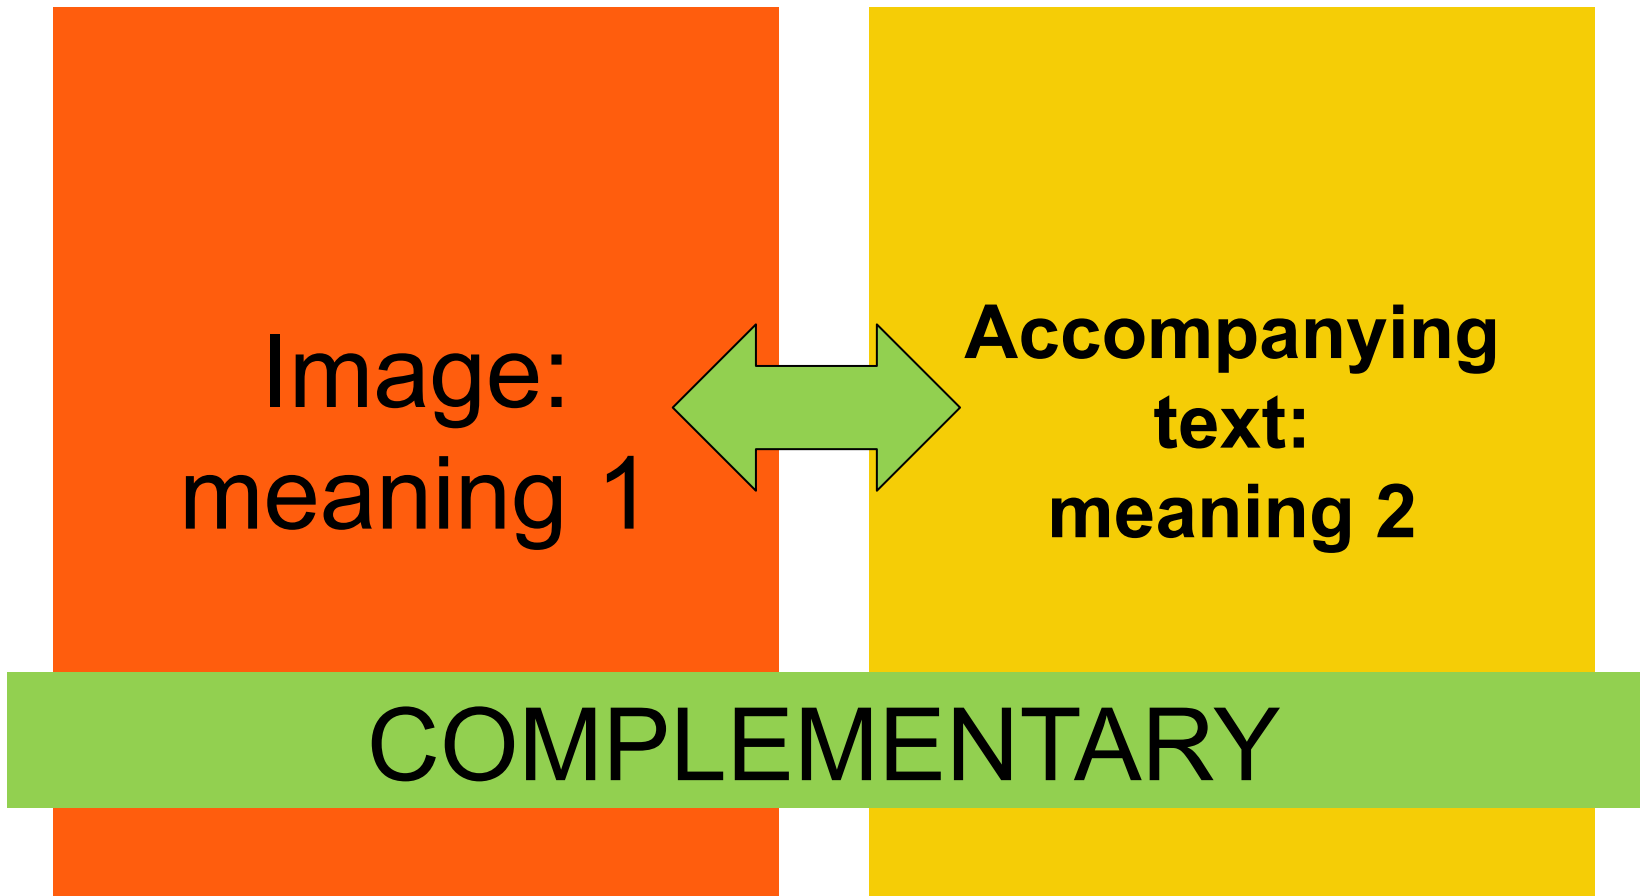 Image:
meaning 1
Accompanying
text:
meaning 2
COMPLEMENTARY